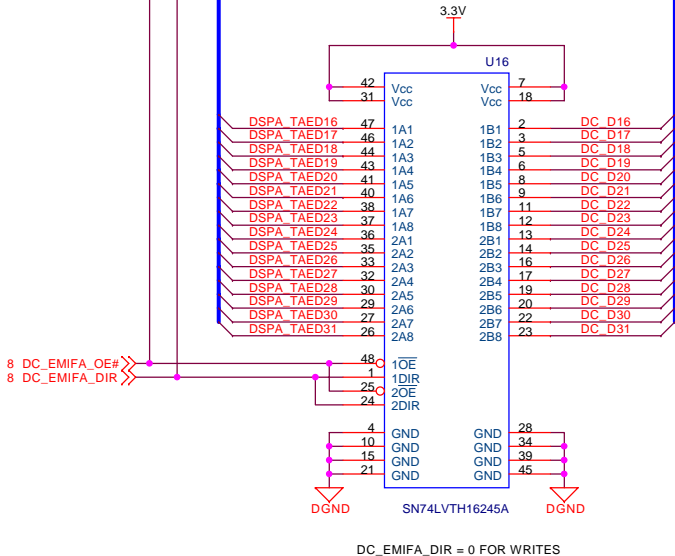 3.3V
U16
42 Vcc Vcc 7
31 Vcc Vcc 18
DSPA_TAED16 47 1A1 1B1 2 DC_D16
DSPA_TAED17 46 1A2 1B2 3 DC_D17
DSPA_TAED18 44 1A3 1B3 5 DC_D18
DSPA_TAED19 43 1A4 1B4 6 DC_D19
DSPA_TAED20 41 1A5 1B5 8 DC_D20
DSPA_TAED21 40 1A6 1B6 9 DC_D21
DSPA_TAED22 38 1A7 1B7 11 DC_D22
DSPA_TAED23 37 1A8 1B8 12 DC_D23
DSPA_TAED24 36 2A1 2B1 13 DC_D24
DSPA_TAED25 35 2A2 2B2 14 DC_D25
DSPA_TAED26 33 2A3 2B3 16 DC_D26
DSPA_TAED27 32 2A4 2B4 17 DC_D27
DSPA_TAED28 30 2A5 2B5 19 DC_D28
DSPA_TAED29 29 2A6 2B6 20 DC_D29
DSPA_TAED30 27 2A7 2B7 22 DC_D30
DSPA_TAED31 26 2A8 2B8 23 DC_D31
8 DC_EMIFA_OE# 48 1OE
8 DC_EMIFA_DIR 1 1DIR
25 2OE
24 2DIR
4 GND GND 28
10 GND GND 34
15 GND GND 39
21 GND GND 45
DGND SN74LVTH16245A DGND
DC_EMIFA_DIR = 0 FOR WRITES